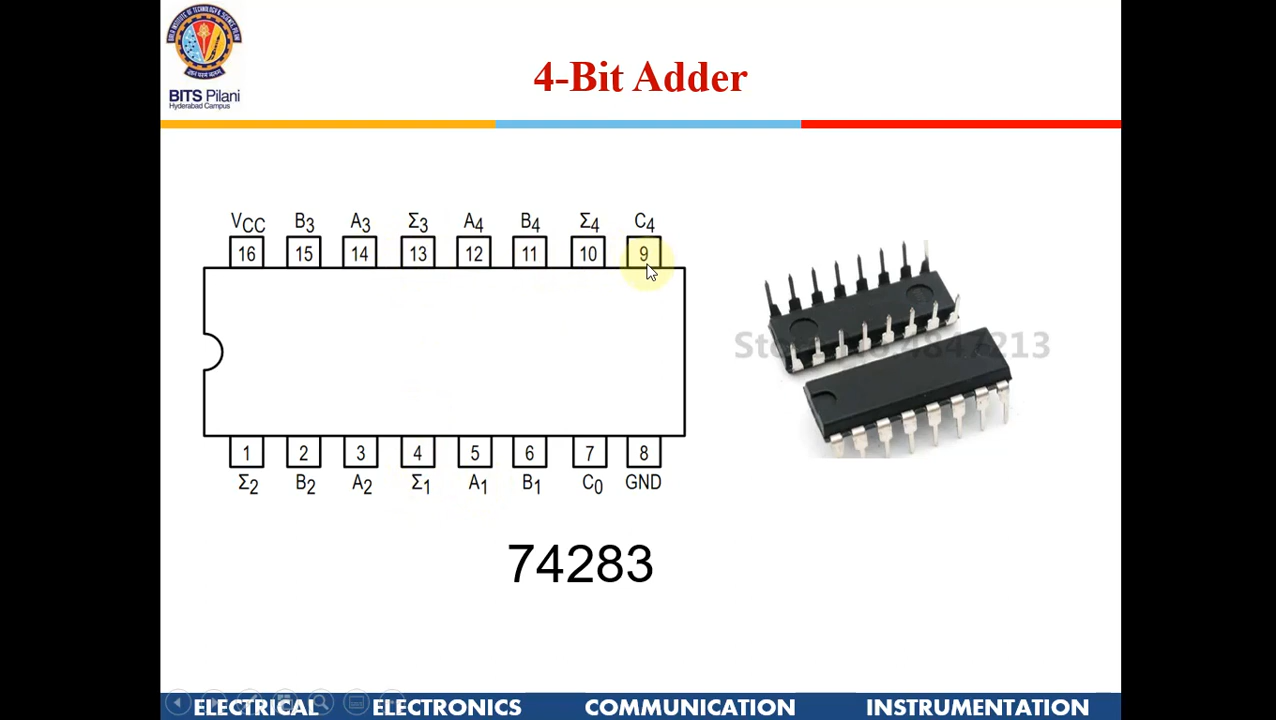 BITS Pilani
Hyderabad Campus
4-Bit Adder
VCC B3 A3 Σ3 A4 B4 Σ4 C4
16 15 14 13 12 11 10 9
1 2 3 4 5 6 7 8
Σ2 B2 A2 Σ1 A1 B1 C0 GND
74283
ELECTRICAL ELECTRONICS COMMUNICATION INSTRUMENTATION